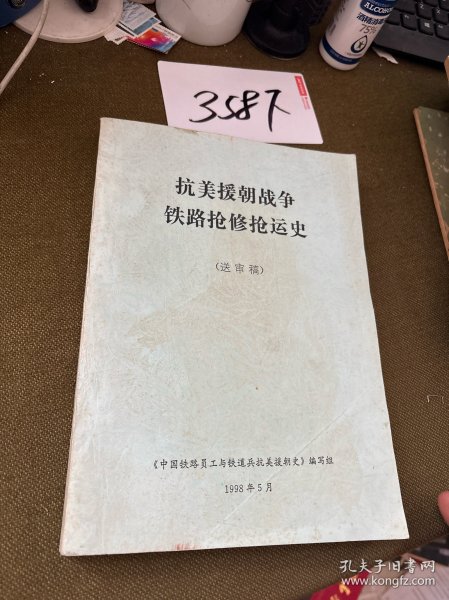 ALCOHOL
75%
3587
抗美援朝战争
铁路抢修抢运史
(送审稿)
《中国铁路员工与铁道兵抗美援朝史》编写组
1998年5月
孔夫子旧书网
www.kongfz.com